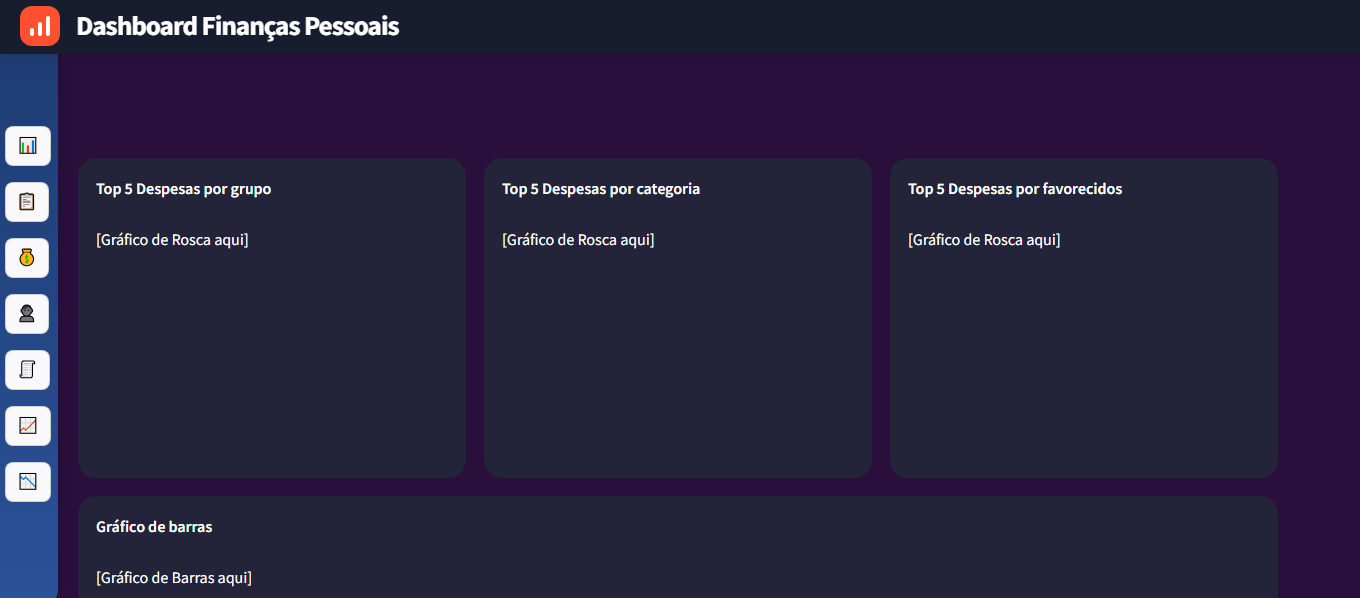 Dashboard Finanças Pessoais
Top 5 Despesas por grupo
[Gráfico de Rosca aqui]
Top 5 Despesas por categoria
[Gráfico de Rosca aqui]
Top 5 Despesas por favorecidos
[Gráfico de Rosca aqui]
Gráfico de barras
[Gráfico de Barras aqui]